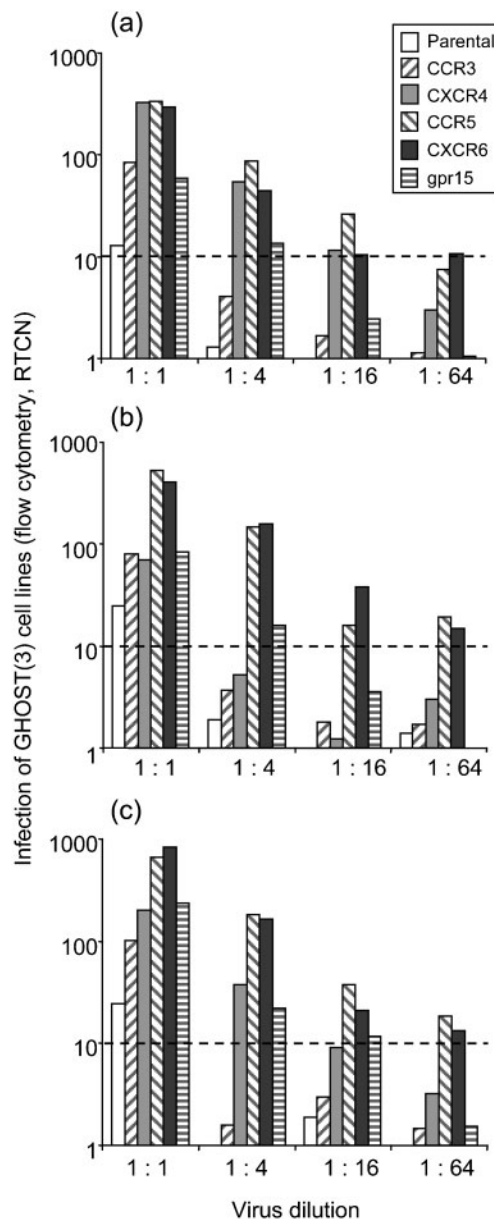 (a)
Parental
CCR3
CXCR4
CCR5
CXCR6
gpr15
1000
100
10
1
1 : 1 1 : 4 1 : 16 1 : 64
(b)
1000
100
10
1
1 : 1 1 : 4 1 : 16 1 : 64
(c)
1000
100
10
1
1 : 1 1 : 4 1 : 16 1 : 64
Infection of GHOST(3) cell lines (flow cytometry, RTCN)
Virus dilution